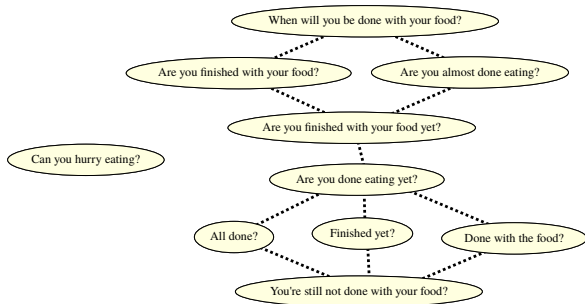 When will you be done with your food?
Are you finished with your food?
Are you almost done eating?
Are you finished with your food yet?
Can you hurry eating?
Are you done eating yet?
All done?
Finished yet?
Done with the food?
You're still not done with your food?